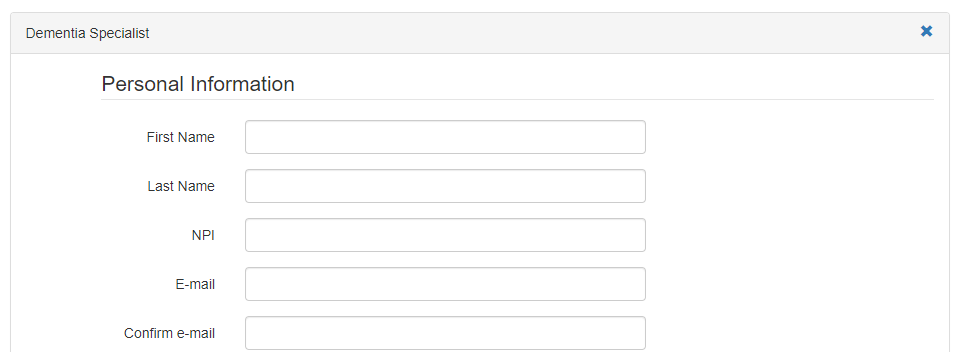 Dementia Specialist
Personal Information
First Name
Last Name
NPI
E-mail
Confirm e-mail